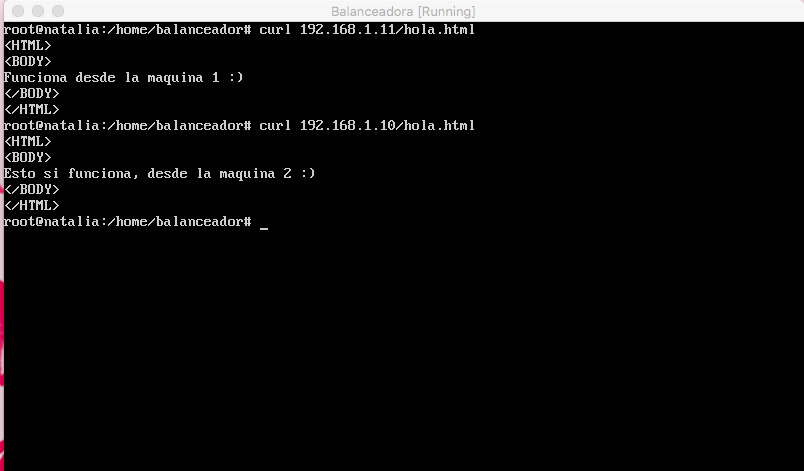 Balanceadora [Running]
root@natalia:/home/balanceador# curl 192.168.1.11/hola.html
<HTML>
<BODY>
Funciona desde la maquina 1 :)
</BODY>
</HTML>
root@natalia:/home/balanceador# curl 192.168.1.10/hola.html
<HTML>
<BODY>
Esto si funciona, desde la maquina 2 :)
</BODY>
</HTML>
root@natalia:/home/balanceador# _